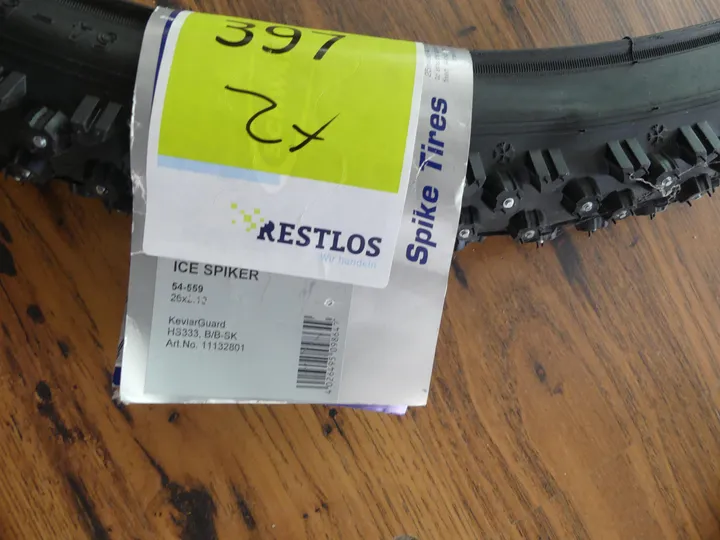 397
2x
RESTLOS
Wir handeln
Spike Tires
ICE SPIKER
54-559
26x2.10
KevlarGuard
HS333, B/B-SK
Art.No. 11132801